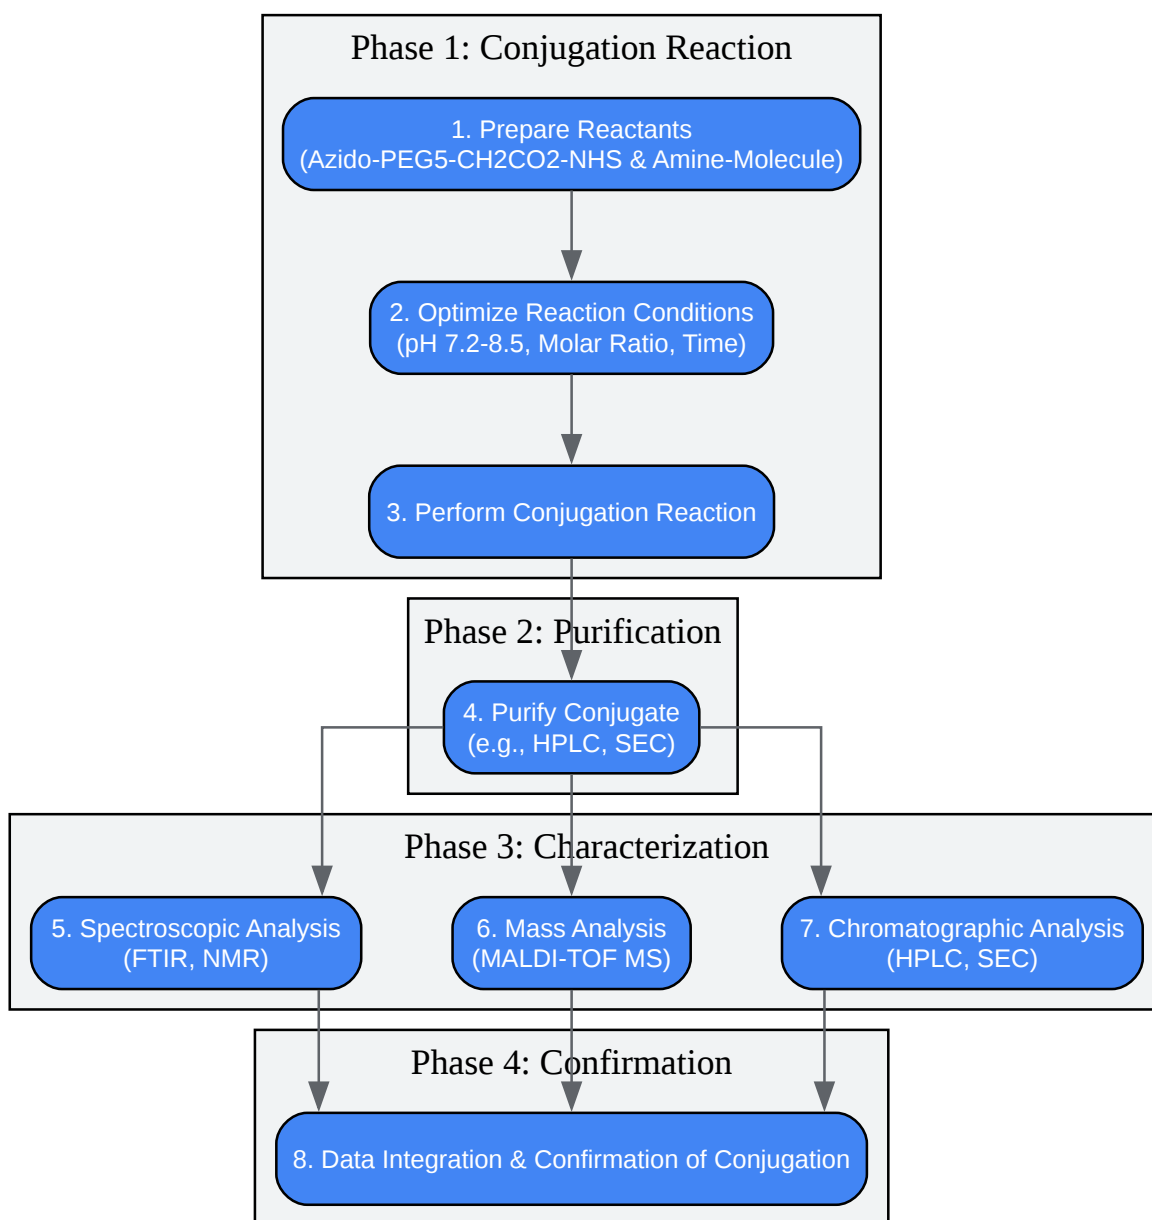 Phase 1: Conjugation Reaction
1. Prepare Reactants
(Azido-PEG5-CH2CO2-NHS & Amine-Molecule)
2. Optimize Reaction Conditions
(pH 7.2-8.5, Molar Ratio, Time)
3. Perform Conjugation Reaction
Phase 2: Purification
4. Purify Conjugate
(e.g., HPLC, SEC)
Phase 3: Characterization
5. Spectroscopic Analysis
(FTIR, NMR)
6. Mass Analysis
(MALDI-TOF MS)
7. Chromatographic Analysis
(HPLC, SEC)
Phase 4: Confirmation
8. Data Integration & Confirmation of Conjugation